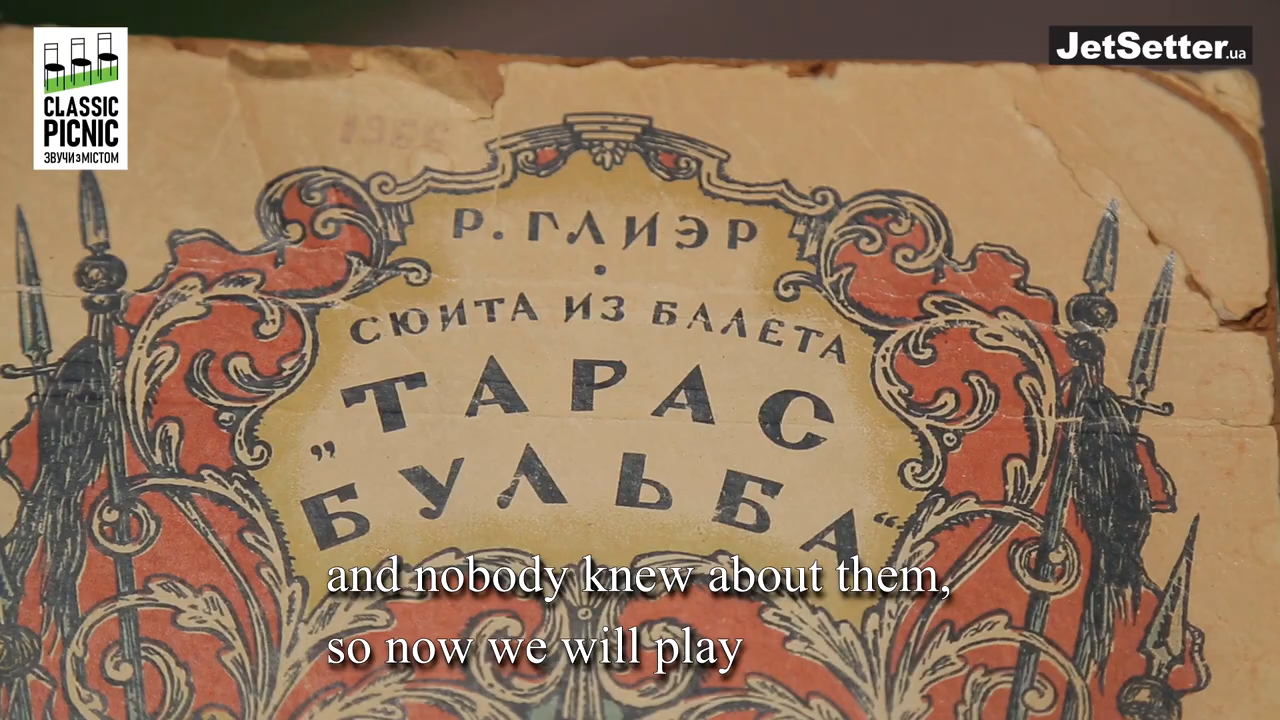 CLASSIC
PICNIC
ЗВУЧИ з МІСТОМ
JetSetter.ua
Р. ГЛИЭР
СЮИТА ИЗ БАЛЕТА
„ТАРАС
БУЛЬБА“
and nobody knew about them,
so now we will play